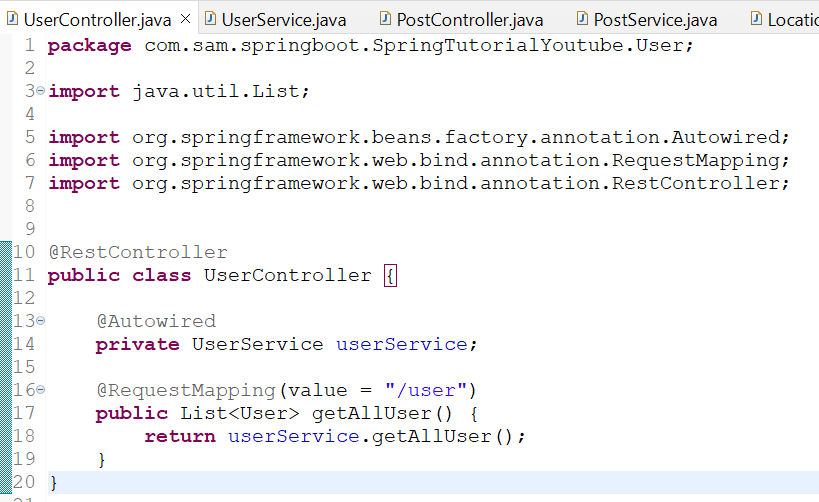 UserController.java UserService.java PostController.java PostService.java Locatio
1 package com.sam.springboot.SpringTutorialYoutube.User;
2
3 import java.util.List;
4
5 import org.springframework.beans.factory.annotation.Autowired;
6 import org.springframework.web.bind.annotation.RequestMapping;
7 import org.springframework.web.bind.annotation.RestController;
8
9
10 @RestController
11 public class UserController {
12
13     @Autowired
14     private UserService userService;
15
16     @RequestMapping(value = "/user")
17     public List<User> getAllUser() {
18         return userService.getAllUser();
19     }
20 }